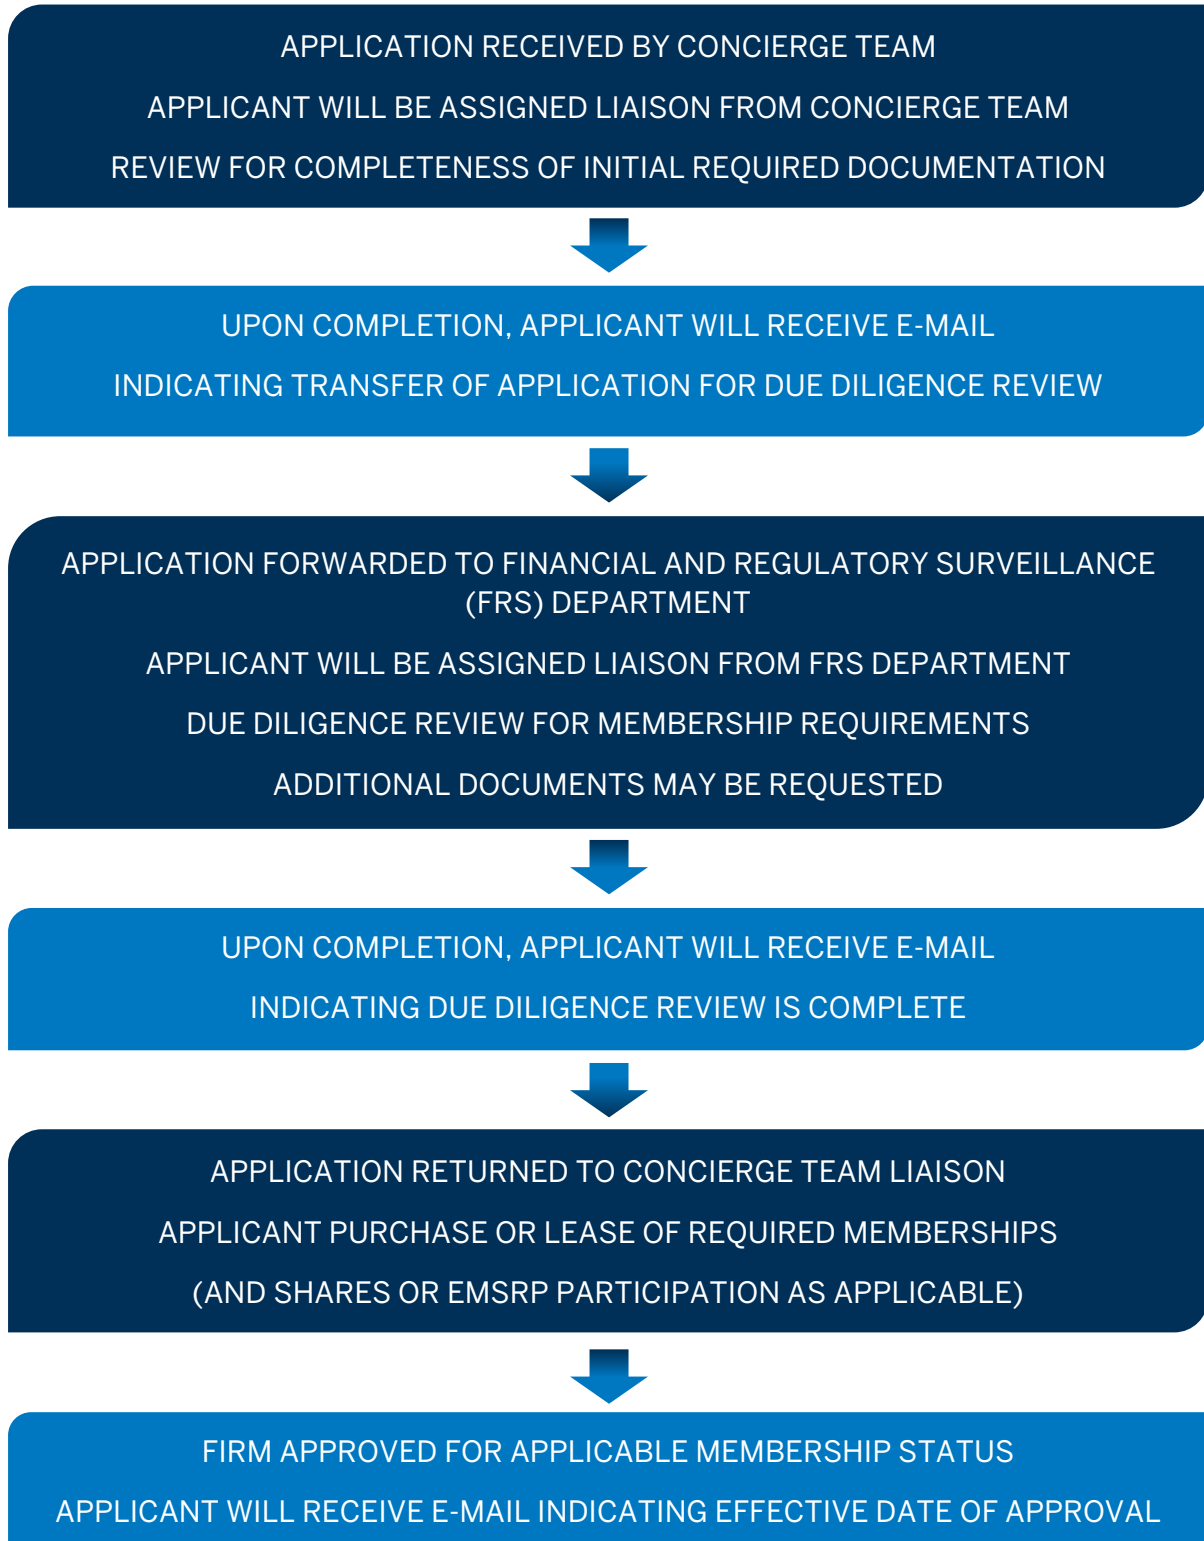 APPLICATION RECEIVED BY CONCIERGE TEAM
APPLICANT WILL BE ASSIGNED LIAISON FROM CONCIERGE TEAM
REVIEW FOR COMPLETENESS OF INITIAL REQUIRED DOCUMENTATION
UPON COMPLETION, APPLICANT WILL RECEIVE E-MAIL
INDICATING TRANSFER OF APPLICATION FOR DUE DILIGENCE REVIEW
APPLICATION FORWARDED TO FINANCIAL AND REGULATORY SURVEILLANCE
(FRS) DEPARTMENT
APPLICANT WILL BE ASSIGNED LIAISON FROM FRS DEPARTMENT
DUE DILIGENCE REVIEW FOR MEMBERSHIP REQUIREMENTS
ADDITIONAL DOCUMENTS MAY BE REQUESTED
UPON COMPLETION, APPLICANT WILL RECEIVE E-MAIL
INDICATING DUE DILIGENCE REVIEW IS COMPLETE
APPLICATION RETURNED TO CONCIERGE TEAM LIAISON
APPLICANT PURCHASE OR LEASE OF REQUIRED MEMBERSHIPS
(AND SHARES OR EMSRP PARTICIPATION AS APPLICABLE)
FIRM APPROVED FOR APPLICABLE MEMBERSHIP STATUS
APPLICANT WILL RECEIVE E-MAIL INDICATING EFFECTIVE DATE OF APPROVAL